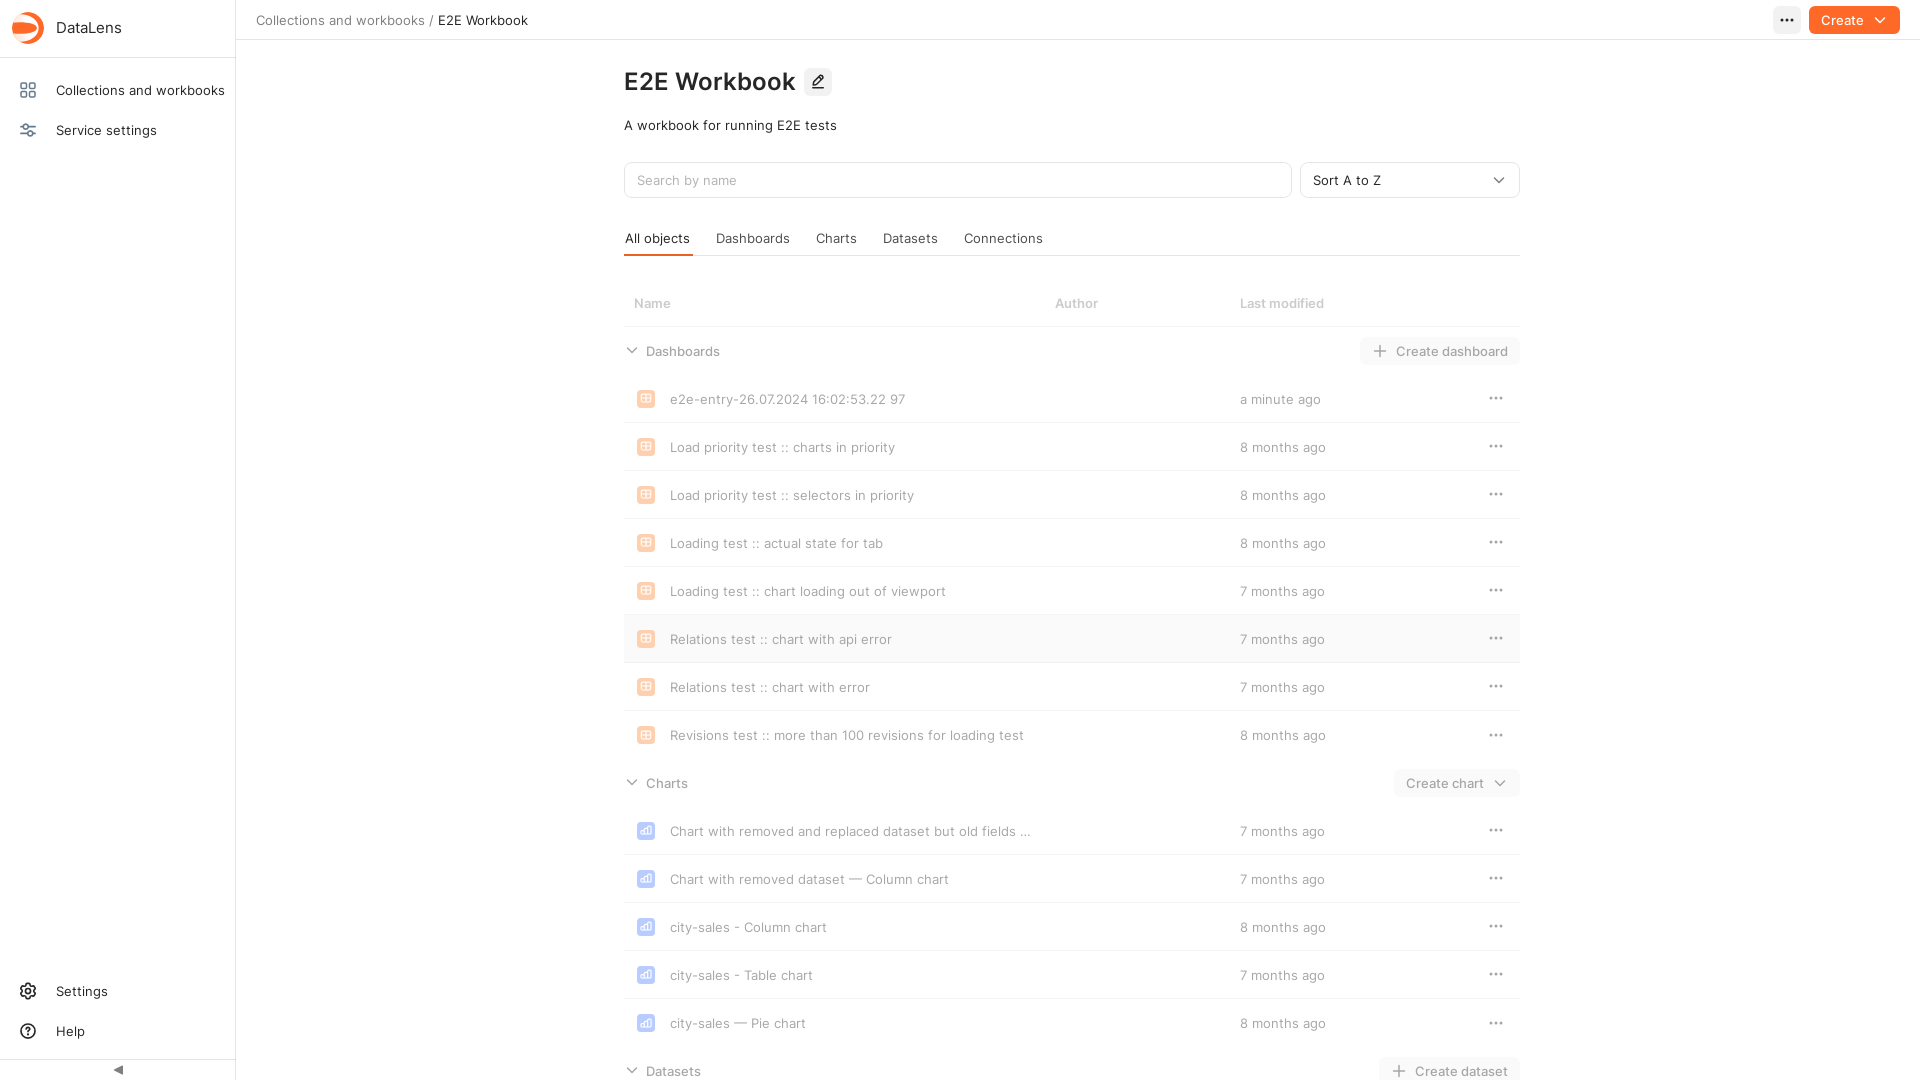 DataLens
Collections and workbooks / E2E Workbook
Create
Collections and workbooks
Service settings
E2E Workbook
A workbook for running E2E tests
Search by name
Sort A to Z
All objects Dashboards Charts Datasets Connections
Name Author Last modified
Dashboards Create dashboard
e2e-entry-26.07.2024 16:02:53.22 97 a minute ago
Load priority test :: charts in priority 8 months ago
Load priority test :: selectors in priority 8 months ago
Loading test :: actual state for tab 8 months ago
Loading test :: chart loading out of viewport 7 months ago
Relations test :: chart with api error 7 months ago
Relations test :: chart with error 7 months ago
Revisions test :: more than 100 revisions for loading test 8 months ago
Charts Create chart
Chart with removed and replaced dataset but old fields ... 7 months ago
Chart with removed dataset — Column chart 7 months ago
city-sales - Column chart 8 months ago
city-sales - Table chart 7 months ago
city-sales — Pie chart 8 months ago
Datasets Create dataset
Settings
Help